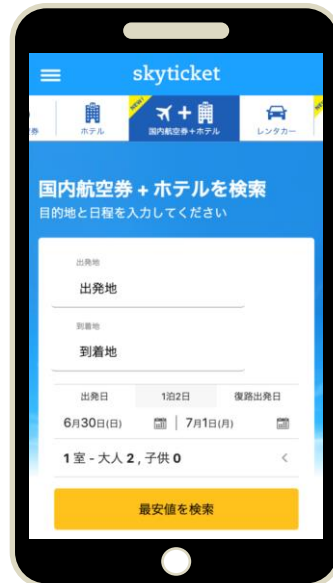 skyticket
券 ホテル NEW! 国内航空券+ホテル レンタカー
国内航空券 + ホテルを検索
目的地と日程を入力してください
出発地
出発地
到着地
到着地
出発日 1泊2日 復路出発日
6月30日(日) 7月1日(月)
1 室 - 大人 2 , 子供 0
最安値を検索